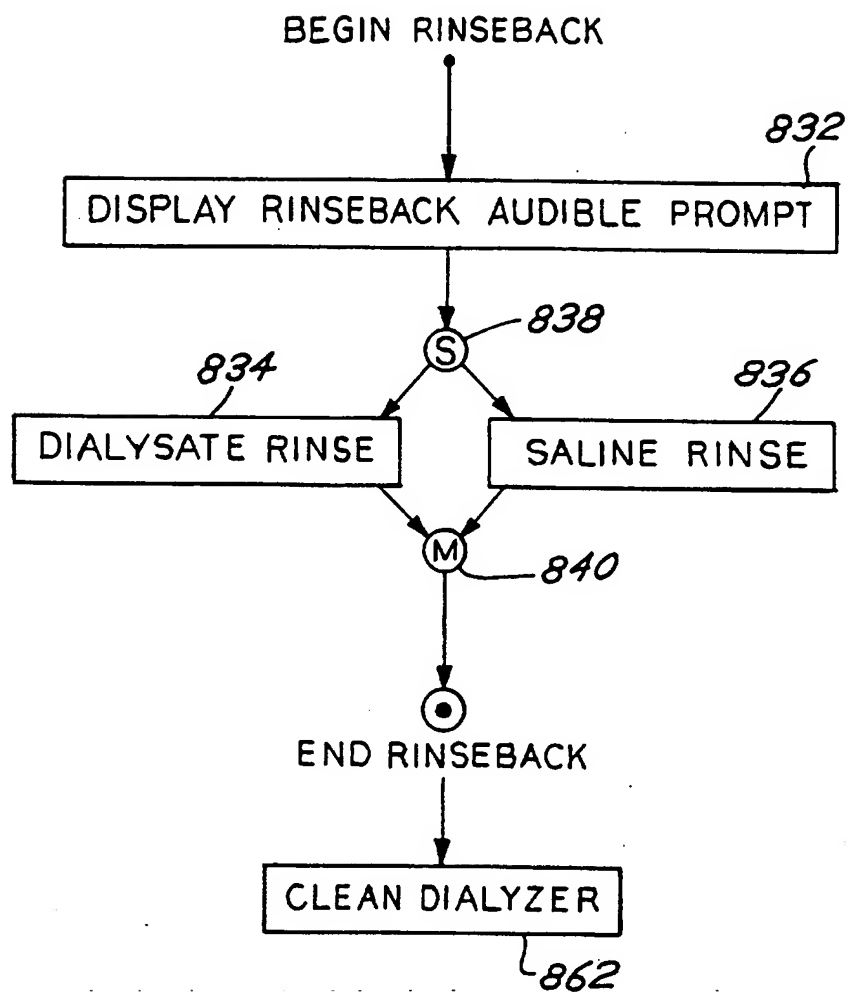 BEGIN RINSEBACK
832
DISPLAY RINSEBACK AUDIBLE PROMPT
S
838
834
836
DIALYSATE RINSE
SALINE RINSE
M
840
END RINSEBACK
CLEAN DIALYZER
862